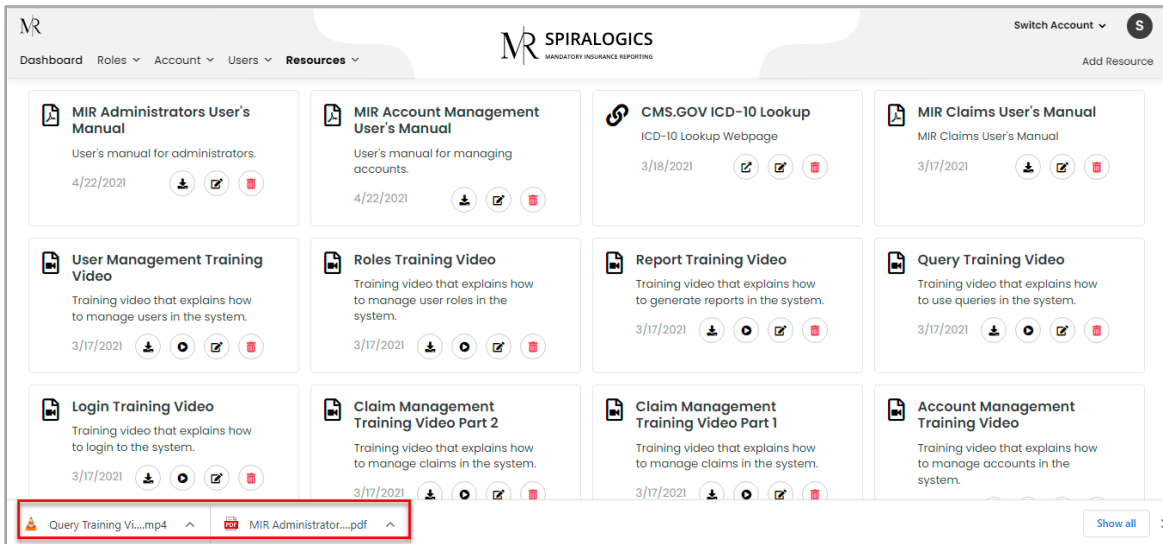 MR
Switch Account
S
MR SPIRALOGICS
MANDATORY INSURANCE REPORTING
Dashboard Roles Account Users Resources
Add Resource
MIR Administrators User's
Manual
User's manual for administrators.
4/22/2021
MIR Account Management
User's Manual
User's manual for managing
accounts.
4/22/2021
CMS.GOV ICD-10 Lookup
ICD-10 Lookup Webpage
3/18/2021
MIR Claims User's Manual
MIR Claims User's Manual
3/17/2021
User Management Training
Video
Training video that explains how
to manage users in the system.
3/17/2021
Roles Training Video
Training video that explains how
to manage user roles in the
system.
3/17/2021
Report Training Video
Training video that explains how
to generate reports in the system.
3/17/2021
Query Training Video
Training video that explains how
to use queries in the system.
3/17/2021
Login Training Video
Training video that explains how
to login to the system.
3/17/2021
Claim Management
Training Video Part 2
Training video that explains how
to manage claims in the system.
3/17/2021
Claim Management
Training Video Part 1
Training video that explains how
to manage claims in the system.
3/17/2021
Account Management
Training Video
Training video that explains how
to manage accounts in the
system.
Query Training Vi....mp4
PDF
MIR Administrator....pdf
Show all